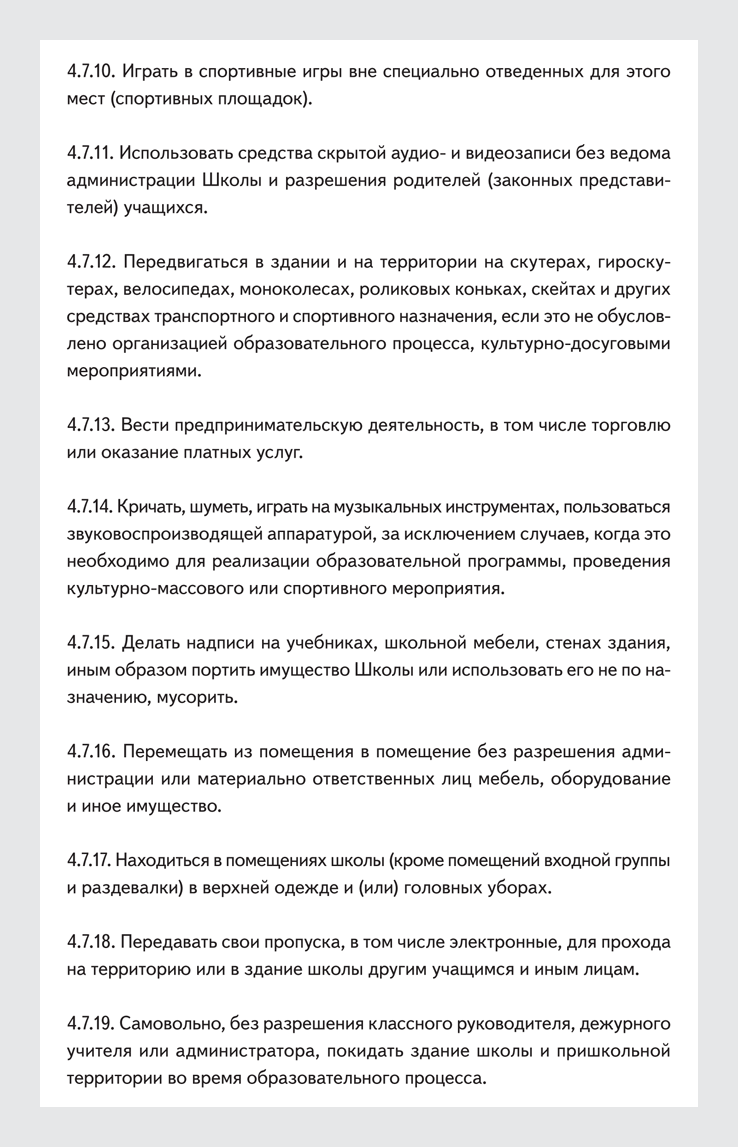 4.7.10. Играть в спортивные игры вне специально отведенных для этого
мест (спортивных площадок).
4.7.11. Использовать средства скрытой аудио- и видеозаписи без ведома
администрации Школы и разрешения родителей (законных представи-
телей) учащихся.
4.7.12. Передвигаться в здании и на территории на скутерах, гироску-
терах, велосипедах, моноколесах, роликовых коньках, скейтах и других
средствах транспортного и спортивного назначения, если это не обуслов-
лено организацией образовательного процесса, культурно-досуговыми
мероприятиями.
4.7.13. Вести предпринимательскую деятельность, в том числе торговлю
или оказание платных услуг.
4.7.14. Кричать, шуметь, играть на музыкальных инструментах, пользоваться
звуковоспроизводящей аппаратурой, за исключением случаев, когда это
необходимо для реализации образовательной программы, проведения
культурно-массового или спортивного мероприятия.
4.7.15. Делать надписи на учебниках, школьной мебели, стенах здания,
иным образом портить имущество Школы или использовать его не по на-
значению, мусорить.
4.7.16. Перемещать из помещения в помещение без разрешения адми-
нистрации или материально ответственных лиц мебель, оборудование
и иное имущество.
4.7.17. Находиться в помещениях школы (кроме помещений входной группы
и раздевалки) в верхней одежде и (или) головных уборах.
4.7.18. Передавать свои пропуска, в том числе электронные, для прохода
на территорию или в здание школы другим учащимся и иным лицам.
4.7.19. Самовольно, без разрешения классного руководителя, дежурного
учителя или администратора, покидать здание школы и пришкольной
территории во время образовательного процесса.